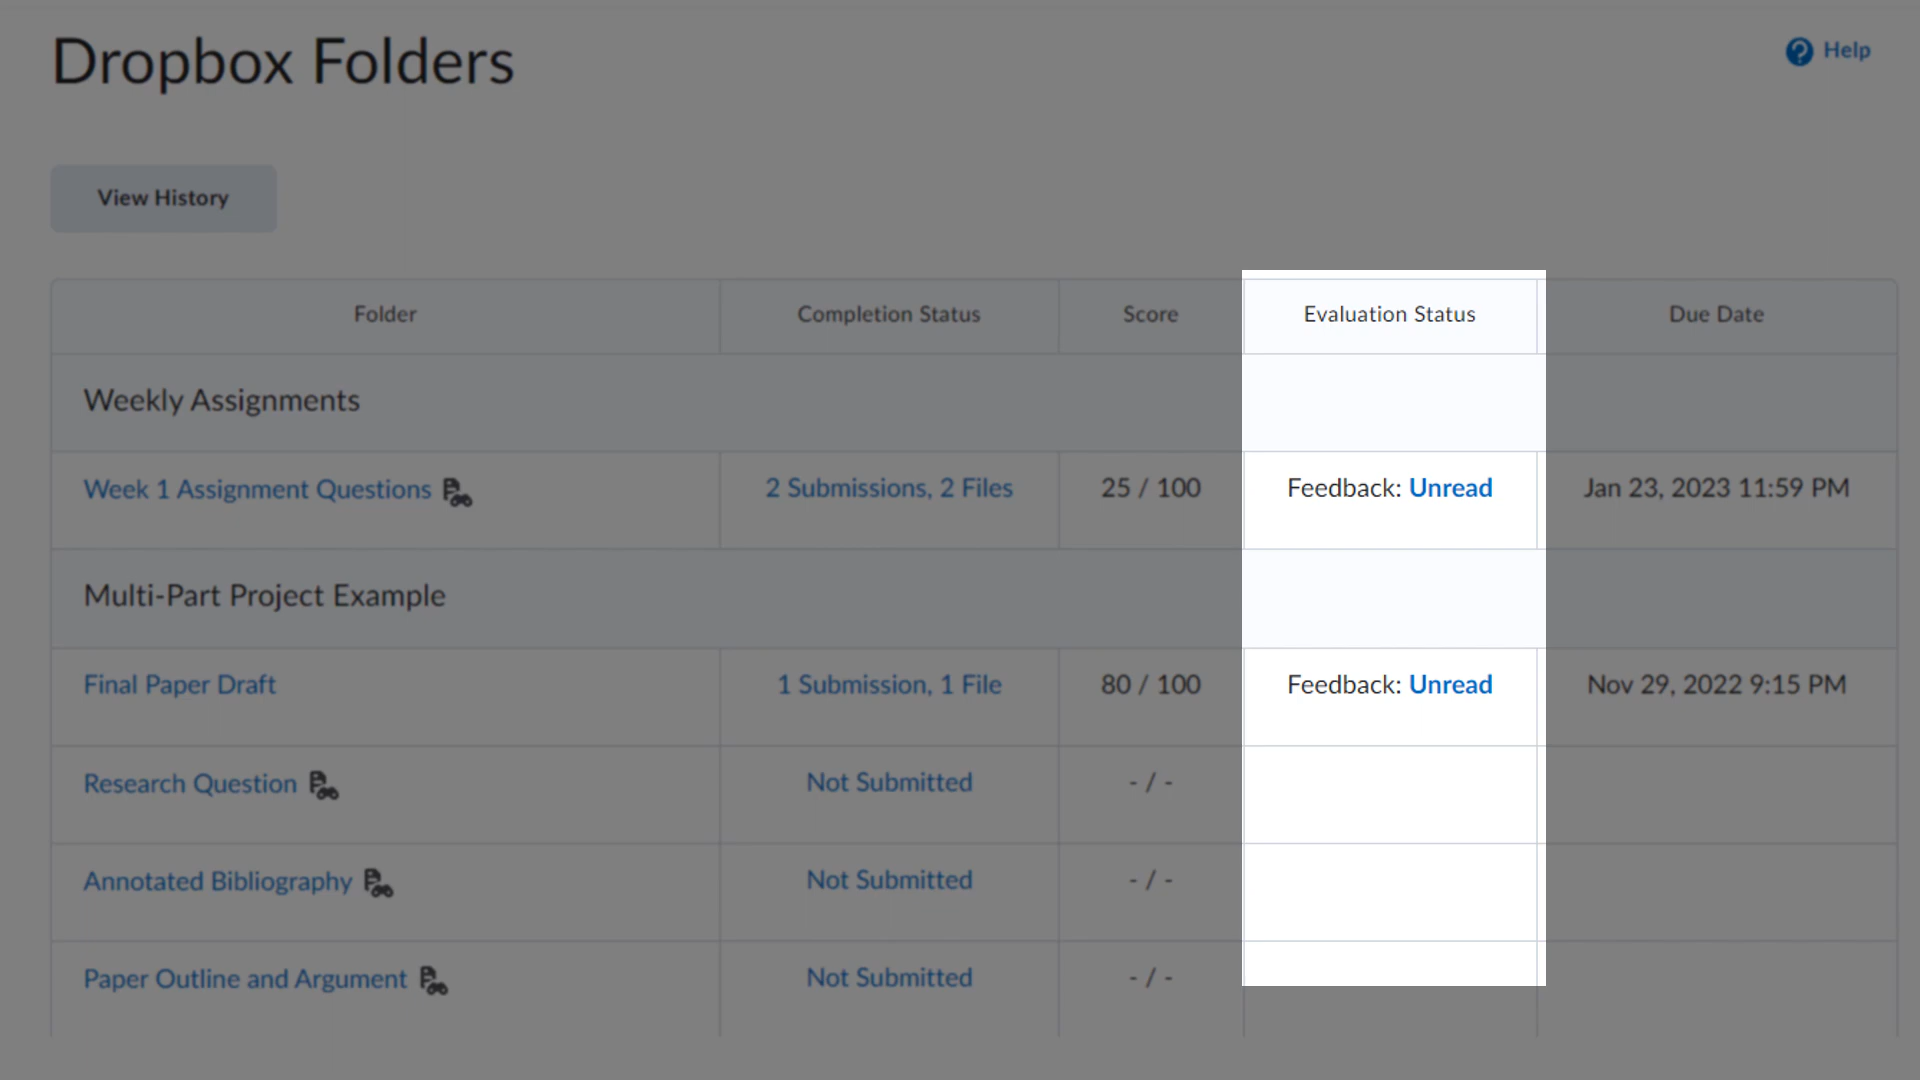 Dropbox Folders
Help
View History
Folder Completion Status Score Evaluation Status Due Date
Weekly Assignments
Week 1 Assignment Questions 2 Submissions, 2 Files 25 / 100 Feedback: Unread Jan 23, 2023 11:59 PM
Multi-Part Project Example
Final Paper Draft 1 Submission, 1 File 80 / 100 Feedback: Unread Nov 29, 2022 9:15 PM
Research Question Not Submitted - / -
Annotated Bibliography Not Submitted - / -
Paper Outline and Argument Not Submitted - / -